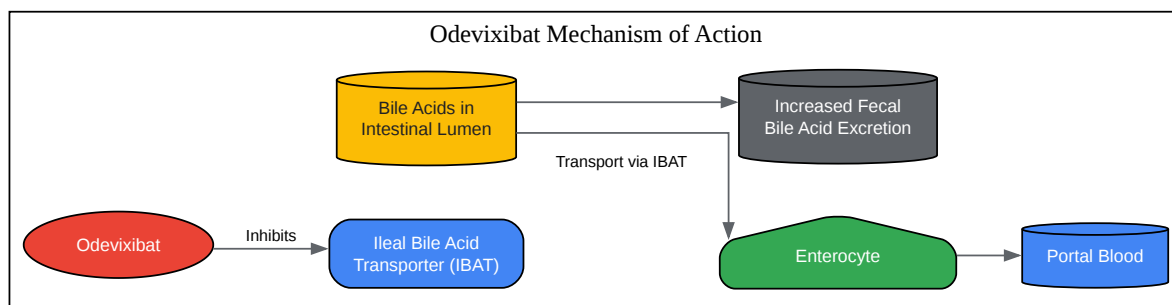 Odevixibat Mechanism of Action
Bile Acids in
Intestinal Lumen
Increased Fecal
Bile Acid Excretion
Transport via IBAT
Odevixibat
Inhibits
Ileal Bile Acid
Transporter (IBAT)
Enterocyte
Portal Blood